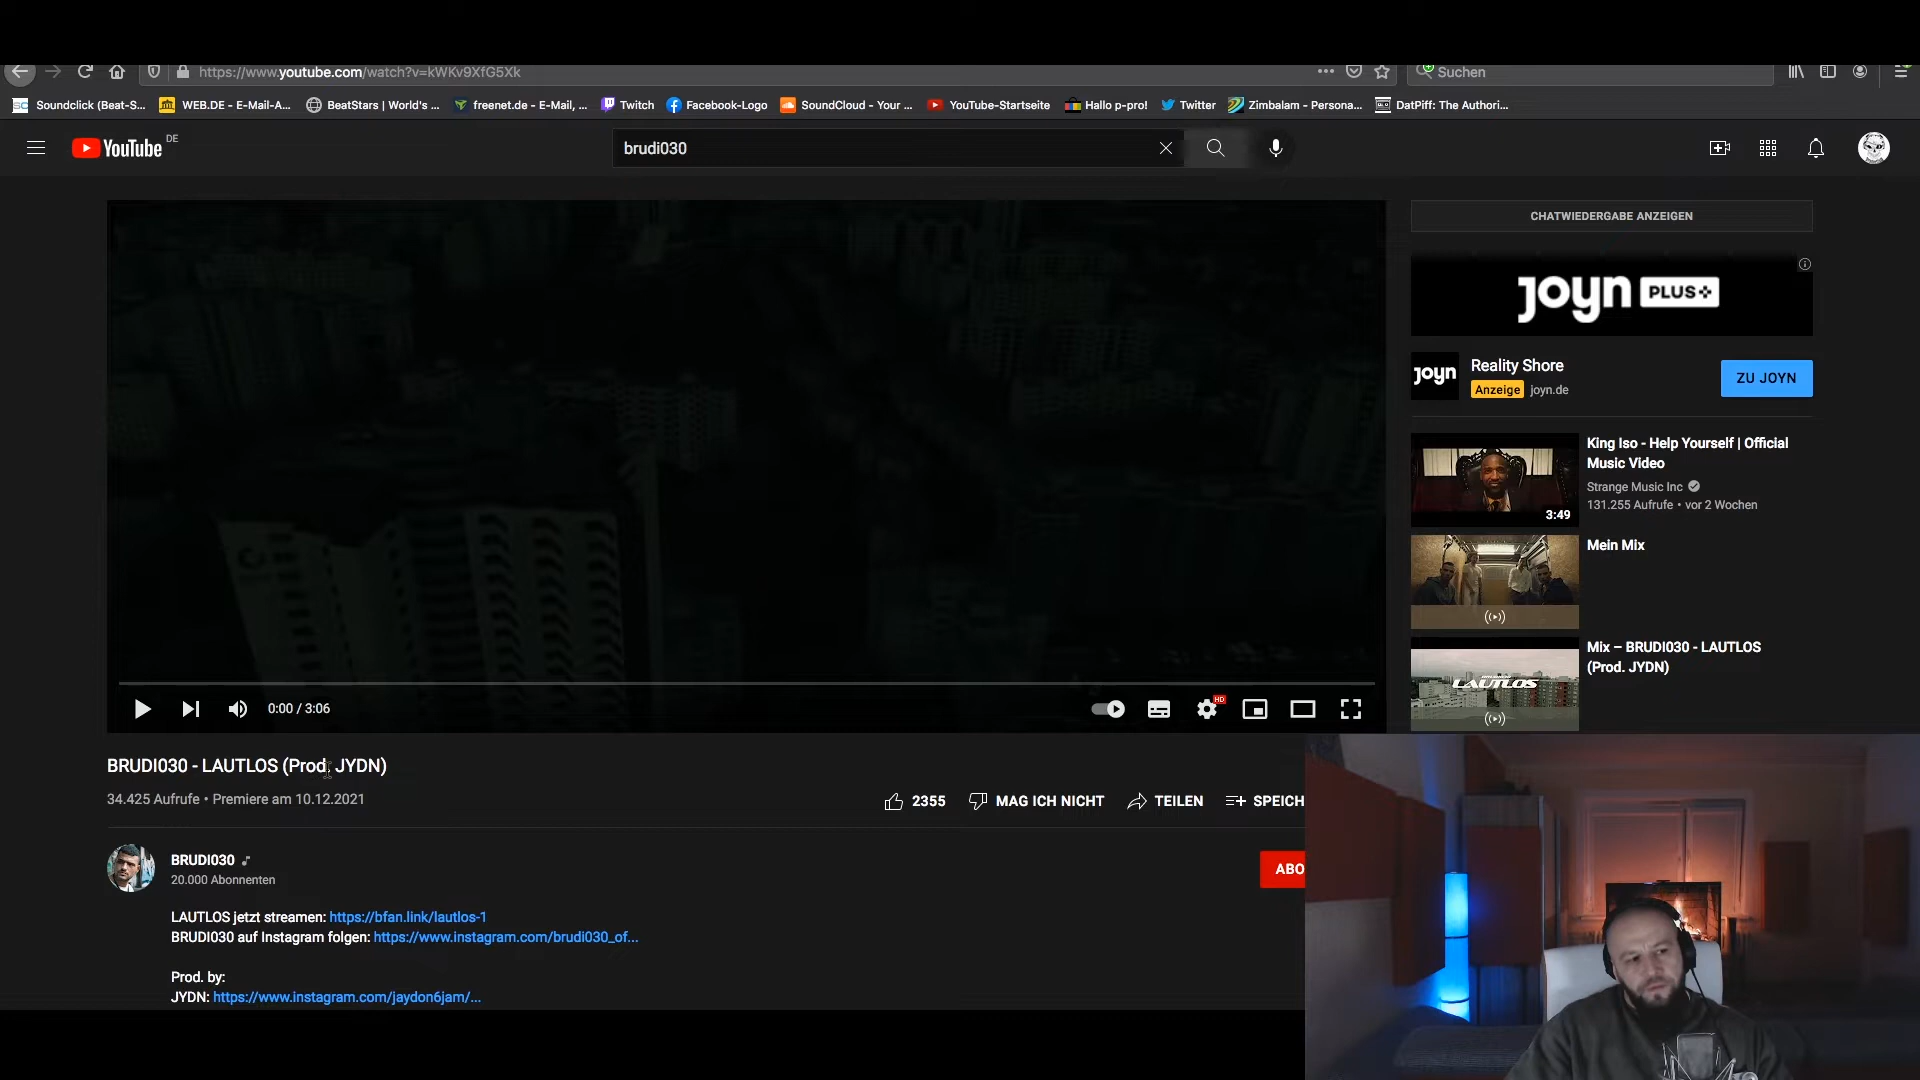 https://www.youtube.com/watch?v=kWKv9XfG5Xk
Suchen
Soundclick (Beat-S...
WEB.DE - E-Mail-A...
BeatStars | World's ...
freenet.de - E-Mail, ...
Twitch
Facebook-Logo
SoundCloud - Your ...
YouTube-Startseite
Hallo p-pro!
Twitter
Zimbalam - Persona...
DatPiff: The Authori...
YouTube DE
brudi030
CHATWIEDERGABE ANZEIGEN
joyn PLUS+
joyn
Reality Shore
Anzeige joyn.de
ZU JOYN
King Iso - Help Yourself | Official
Music Video
Strange Music Inc
131.255 Aufrufe • vor 2 Wochen
3:49
Mein Mix
Mix – BRUDI030 - LAUTLOS
(Prod. JYDN)
LAUTLOS
0:00 / 3:06
HD
BRUDI030 - LAUTLOS (Prod. JYDN)
34.425 Aufrufe • Premiere am 10.12.2021
2355
MAG ICH NICHT
TEILEN
SPEICH
BRUDI030
20.000 Abonnenten
ABO
LAUTLOS jetzt streamen: https://bfan.link/lautlos-1
BRUDI030 auf Instagram folgen: https://www.instagram.com/brudi030_of...
Prod. by:
JYDN: https://www.instagram.com/jaydon6jam/...